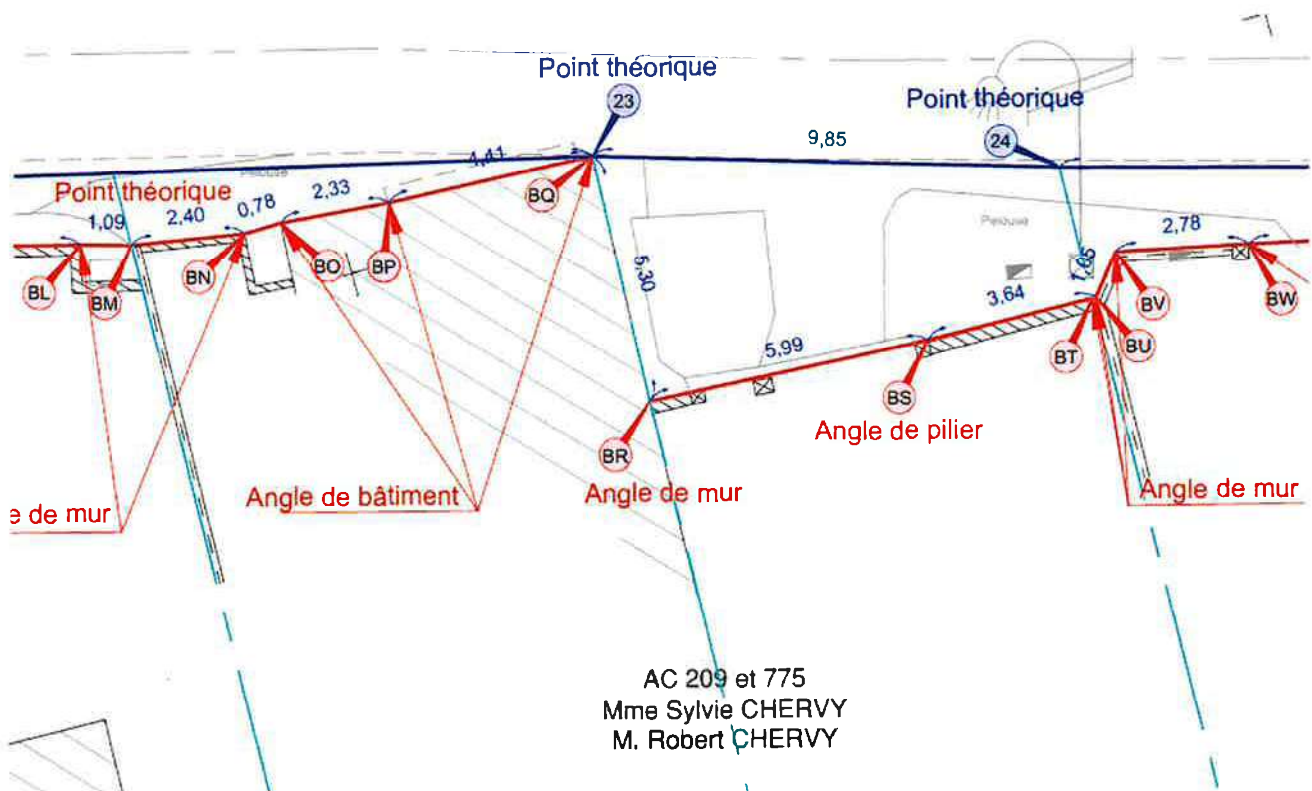 Point théorique
23
Point théorique
24
9,85
4,41
Pelouse
Point théorique
2,33
BQ
0,78
2,40
1,09
Pelouse
2,78
BL
BM
BN
BO
BP
5,30
1,05
3,64
BV
BW
BT
BU
5,99
BS
Angle de pilier
BR
Angle de bâtiment
Angle de mur
Angle de mur
e de mur
AC 209 et 775
Mme Sylvie CHERVY
M. Robert CHERVY